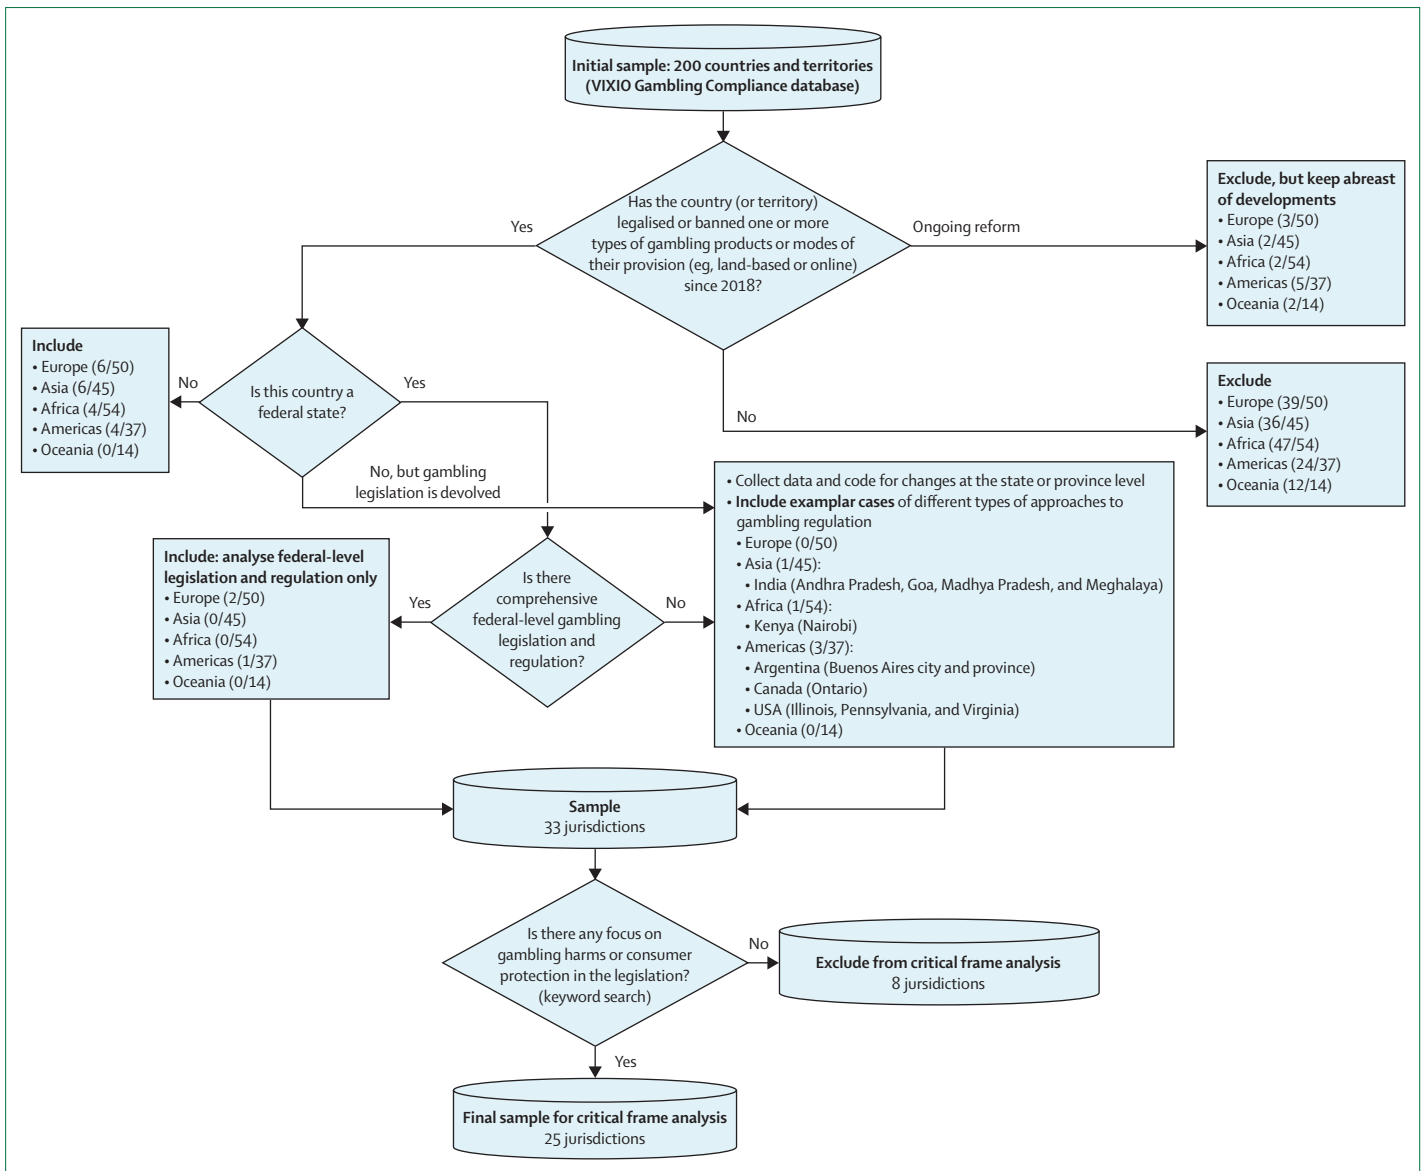 Initial sample: 200 countries and territories
(VIXIO Gambling Compliance database)
Has the country (or territory)
legalised or banned one or more
types of gambling products or modes of
their provision (eg, land-based or online)
since 2018?
Yes
Ongoing reform
Exclude, but keep abreast
of developments
• Europe (3/50)
• Asia (2/45)
• Africa (2/54)
• Americas (5/37)
• Oceania (2/14)
No
Exclude
• Europe (39/50)
• Asia (36/45)
• Africa (47/54)
• Americas (24/37)
• Oceania (12/14)
Include
• Europe (6/50)
• Asia (6/45)
• Africa (4/54)
• Americas (4/37)
• Oceania (0/14)
No
Is this country a
federal state?
Yes
No, but gambling
legislation is devolved
• Collect data and code for changes at the state or province level
• Include examplar cases of different types of approaches to
gambling regulation
• Europe (0/50)
• Asia (1/45):
• India (Andhra Pradesh, Goa, Madhya Pradesh, and Meghalaya)
• Africa (1/54):
• Kenya (Nairobi)
• Americas (3/37):
• Argentina (Buenos Aires city and province)
• Canada (Ontario)
• USA (Illinois, Pennsylvania, and Virginia)
• Oceania (0/14)
Include: analyse federal-level
legislation and regulation only
• Europe (2/50)
• Asia (0/45)
• Africa (0/54)
• Americas (1/37)
• Oceania (0/14)
Yes
Is there
comprehensive
federal-level gambling
legislation and
regulation?
No
Sample
33 jurisdictions
Is there any focus on
gambling harms or consumer
protection in the legislation?
(keyword search)
No
Exclude from critical frame analysis
8 jursidictions
Yes
Final sample for critical frame analysis
25 jurisdictions